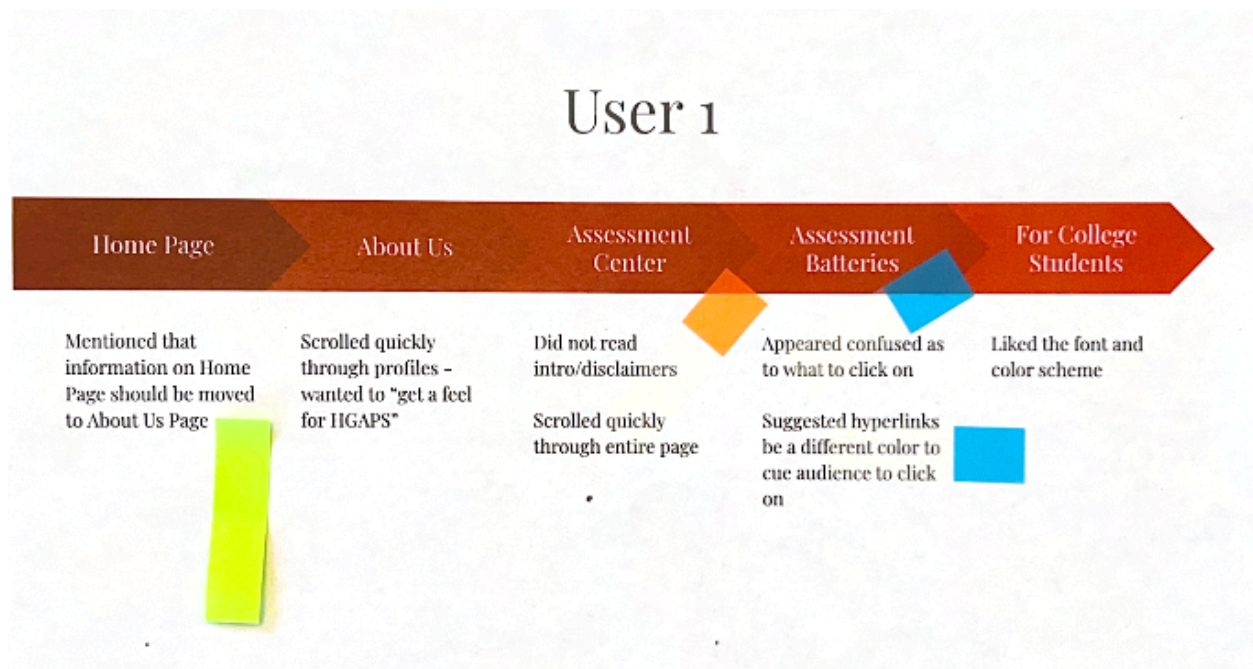 User 1
Home Page
About Us
Assessment
Center
Assessment
Batteries
For College
Students
Mentioned that
information on Home
Page should be moved
to About Us Page
Scrolled quickly
through profiles –
wanted to "get a feel
for HGAPS"
Did not read
intro/disclaimers
Scrolled quickly
through entire page
Appeared confused as
to what to click on
Suggested hyperlinks
be a different color to
cue audience to click
on
Liked the font and
color scheme